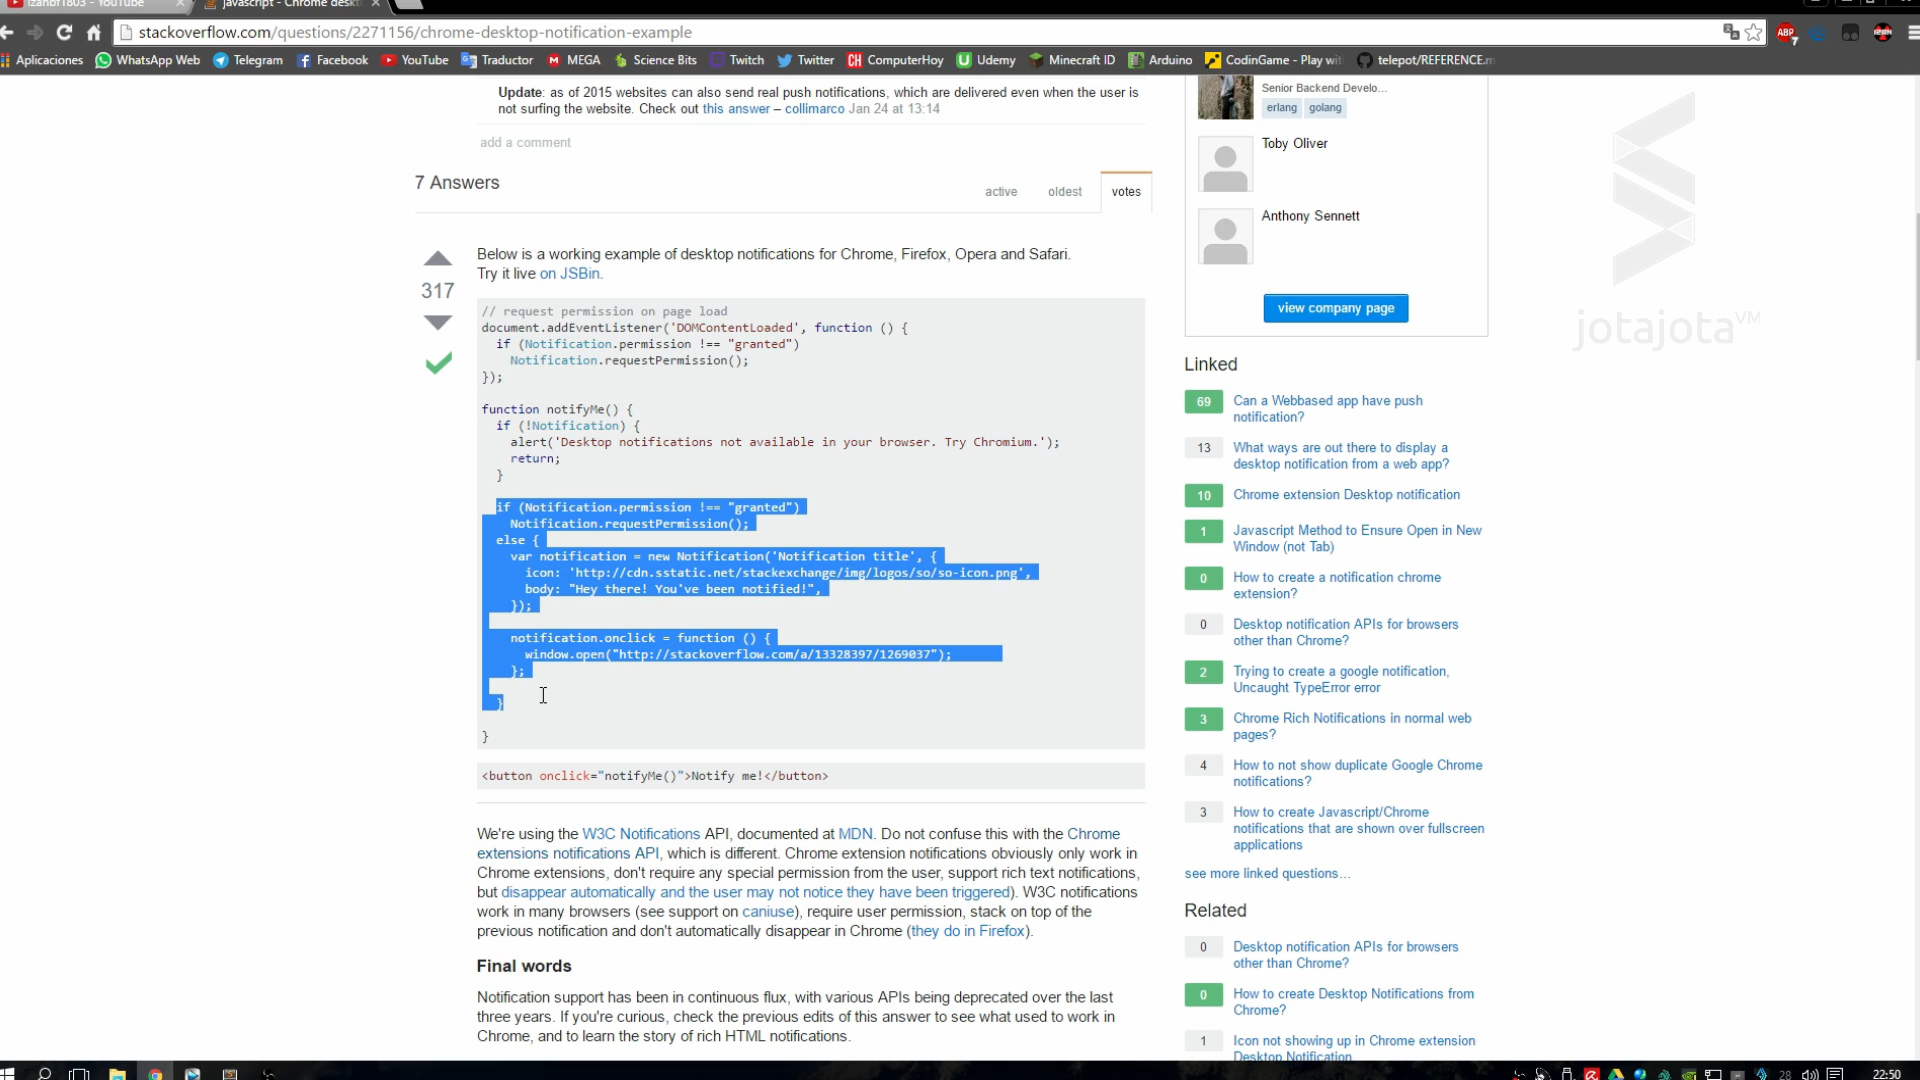 izanbf1803 - YouTube
javascript - Chrome deskt
stackoverflow.com/questions/2271156/chrome-desktop-notification-example
ABP
7
Aplicaciones
WhatsApp Web
Telegram
Facebook
YouTube
Traductor
MEGA
Science Bits
Twitch
Twitter
CH ComputerHoy
Udemy
Minecraft ID
Arduino
CodinGame - Play wit
telepot/REFERENCE.m
Update: as of 2015 websites can also send real push notifications, which are delivered even when the user is
not surfing the website. Check out this answer – collimarco Jan 24 at 13:14
add a comment
7 Answers
active
oldest
votes
317
Below is a working example of desktop notifications for Chrome, Firefox, Opera and Safari.
Try it live on JSBin.
// request permission on page load
document.addEventListener('DOMContentLoaded', function () {
if (Notification.permission !== "granted")
Notification.requestPermission();
});
function notifyMe() {
if (!Notification) {
alert('Desktop notifications not available in your browser. Try Chromium.');
return;
}
if (Notification.permission !== "granted")
Notification.requestPermission();
else {
var notification = new Notification('Notification title', {
icon: 'http://cdn.sstatic.net/stackexchange/img/logos/so/so-icon.png',
body: "Hey there! You've been notified!",
});
notification.onclick = function () {
window.open("http://stackoverflow.com/a/13328397/1269037");
};
}
}
<button onclick="notifyMe()">Notify me!</button>
We're using the W3C Notifications API, documented at MDN. Do not confuse this with the Chrome
extensions notifications API, which is different. Chrome extension notifications obviously only work in
Chrome extensions, don't require any special permission from the user, support rich text notifications,
but disappear automatically and the user may not notice they have been triggered). W3C notifications
work in many browsers (see support on caniuse), require user permission, stack on top of the
previous notification and don't automatically disappear in Chrome (they do in Firefox).
Final words
Notification support has been in continuous flux, with various APIs being deprecated over the last
three years. If you're curious, check the previous edits of this answer to see what used to work in
Chrome, and to learn the story of rich HTML notifications.
Senior Backend Develo...
erlang
golang
Toby Oliver
Anthony Sennett
view company page
jotajota VM
Linked
69
Can a Webbased app have push
notification?
13
What ways are out there to display a
desktop notification from a web app?
10
Chrome extension Desktop notification
1
Javascript Method to Ensure Open in New
Window (not Tab)
0
How to create a notification chrome
extension?
0
Desktop notification APIs for browsers
other than Chrome?
2
Trying to create a google notification,
Uncaught TypeError error
3
Chrome Rich Notifications in normal web
pages?
4
How to not show duplicate Google Chrome
notifications?
3
How to create Javascript/Chrome
notifications that are shown over fullscreen
applications
see more linked questions…
Related
0
Desktop notification APIs for browsers
other than Chrome?
0
How to create Desktop Notifications from
Chrome?
1
Icon not showing up in Chrome extension
Desktop Notification
28
22:50